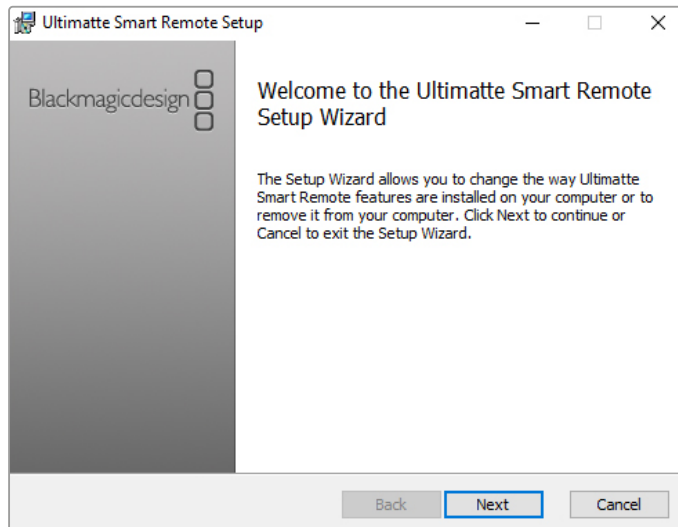 Ultimatte Smart Remote Setup
Blackmagicdesign
Welcome to the Ultimatte Smart Remote
Setup Wizard
The Setup Wizard allows you to change the way Ultimatte
Smart Remote features are installed on your computer or to
remove it from your computer. Click Next to continue or
Cancel to exit the Setup Wizard.
Back Next Cancel